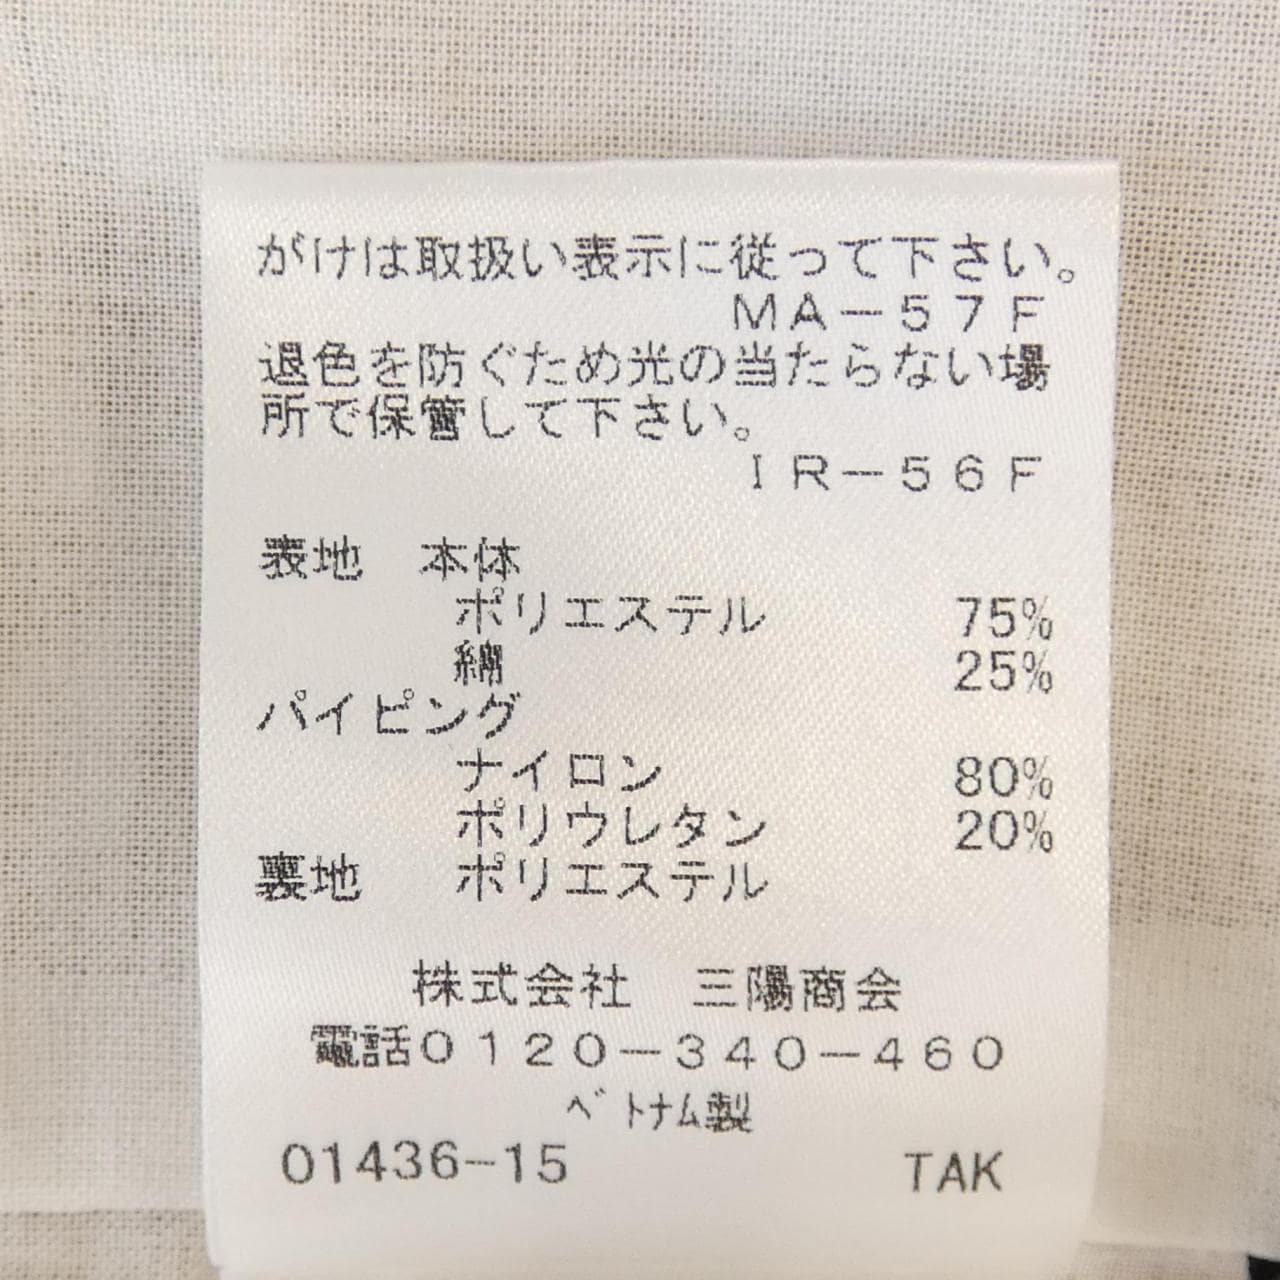 がけは取扱い表示に従って下さい。
MA-57F
退色を防ぐため光の当たらない場
所で保管して下さい。
IR-56F
表地 本体
ポリエステル 75%
綿 25%
パイピング
ナイロン 80%
ポリウレタン 20%
裏地 ポリエステル
株式会社 三陽商会
電話0120-340-460
ベトナム製
01436-15 TAK